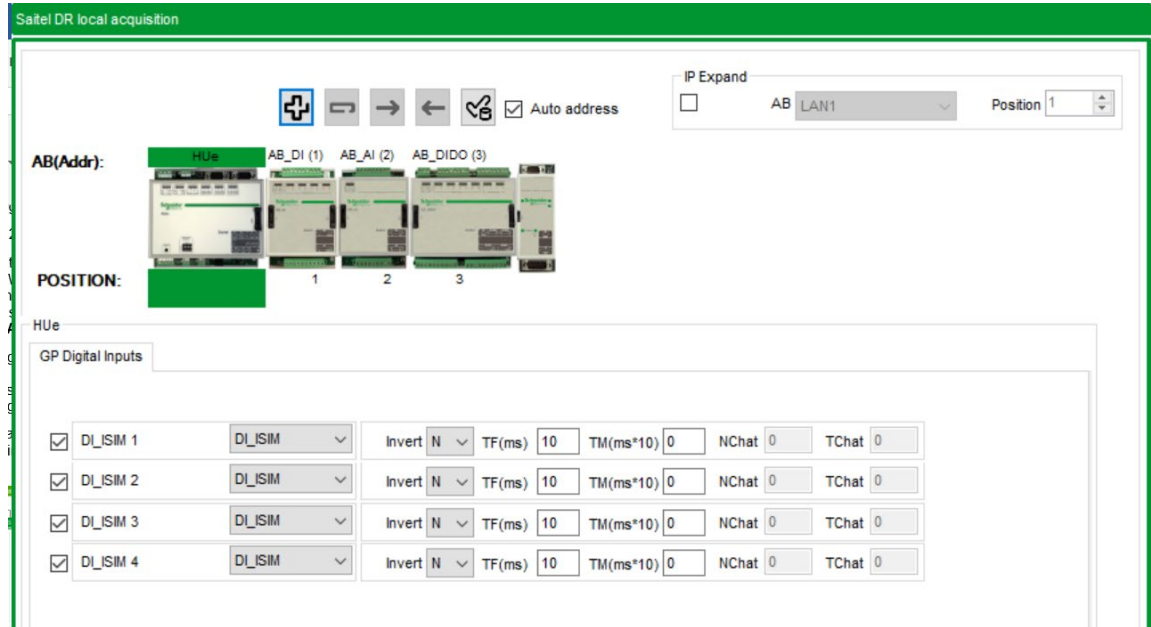 Saitel DR local acquisition
IP Expand
Auto address
AB LAN1 Position 1
AB(Addr): HUe AB_DI (1) AB_AI (2) AB_DIDO (3)
POSITION: 1 2 3
HUe
GP Digital Inputs
DI_ISIM 1 DI_ISIM Invert N TF(ms) 10 TM(ms*10) 0 NChat 0 TChat 0
DI_ISIM 2 DI_ISIM Invert N TF(ms) 10 TM(ms*10) 0 NChat 0 TChat 0
DI_ISIM 3 DI_ISIM Invert N TF(ms) 10 TM(ms*10) 0 NChat 0 TChat 0
DI_ISIM 4 DI_ISIM Invert N TF(ms) 10 TM(ms*10) 0 NChat 0 TChat 0